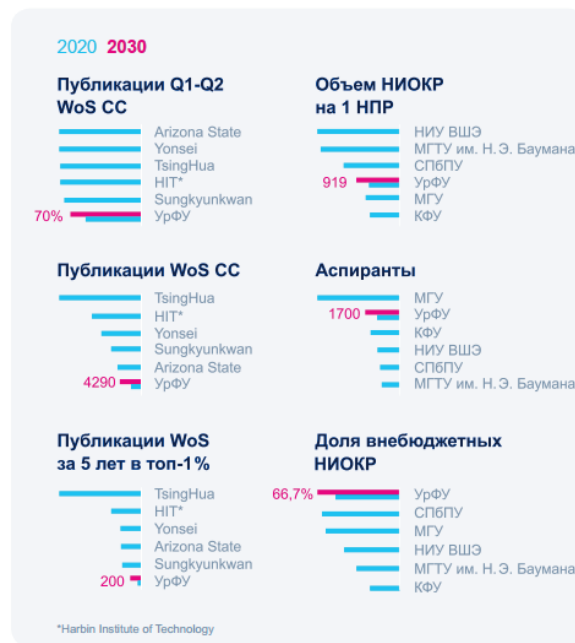 2020 2030
Публикации Q1-Q2
WoS CC
Arizona State
Yonsei
TsingHua
HIT*
Sungkyunkwan
70% УрФУ
Объем НИОКР
на 1 НПР
НИУ ВШЭ
МГТУ им. Н. Э. Баумана
СПбПУ
919 УрФУ
МГУ
КФУ
Публикации WoS CC
TsingHua
HIT*
Yonsei
Sungkyunkwan
Arizona State
4290 УрФУ
Аспиранты
МГУ
1700 УрФУ
КФУ
НИУ ВШЭ
СПбПУ
МГТУ им. Н. Э. Баумана
Публикации WoS
за 5 лет в топ-1%
TsingHua
HIT*
Yonsei
Arizona State
Sungkyunkwan
200 УрФУ
Доля внебюджетных
НИОКР
66,7% УрФУ
СПбПУ
МГУ
НИУ ВШЭ
МГТУ им. Н. Э. Баумана
КФУ
*Harbin Institute of Technology